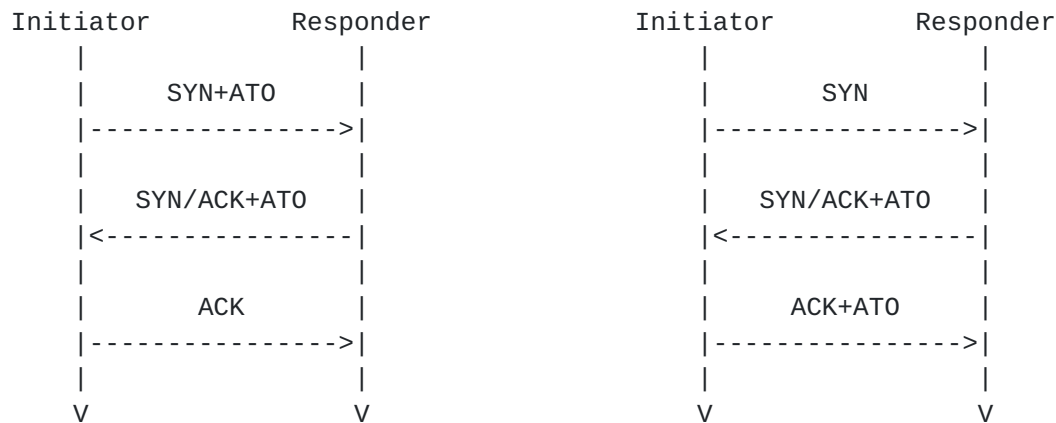 Initiator Responder Initiator Responder
SYN+ATO SYN
SYN/ACK+ATO SYN/ACK+ATO
ACK ACK+ATO
V V V V